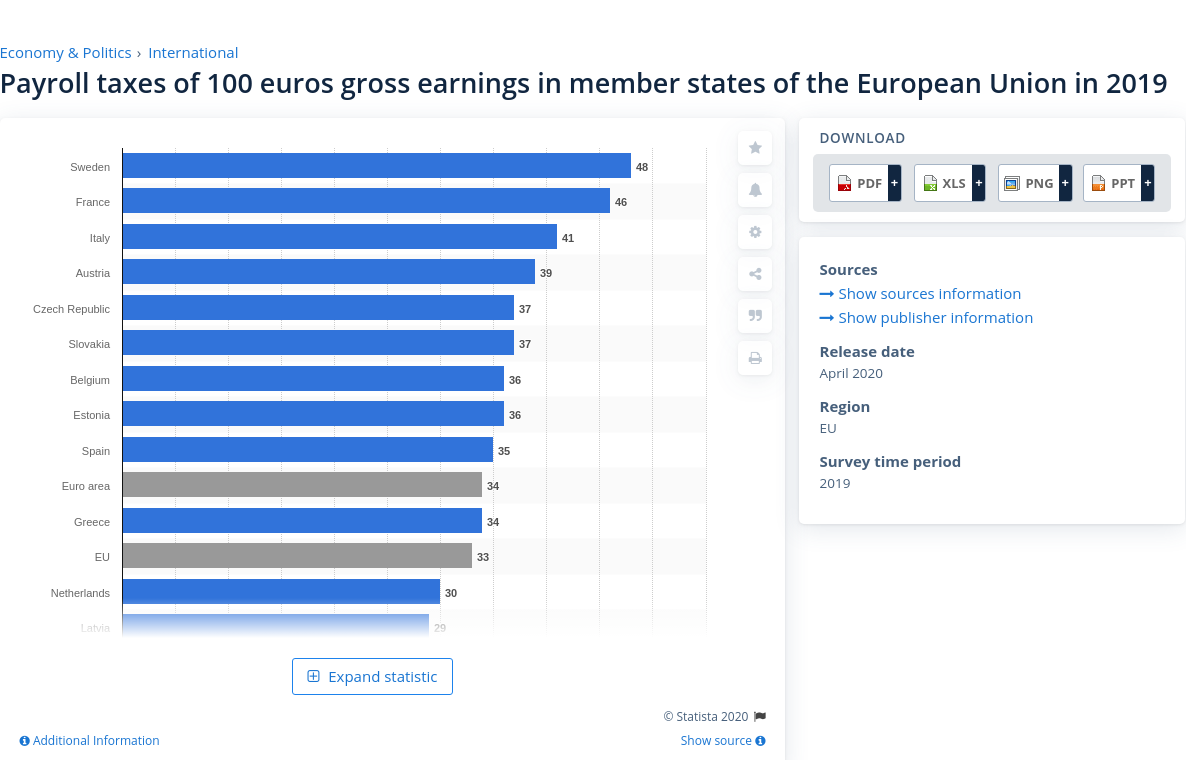 Economy & Politics › International
Payroll taxes of 100 euros gross earnings in member states of the European Union in 2019
Sweden 48
France 46
Italy 41
Austria 39
Czech Republic 37
Slovakia 37
Belgium 36
Estonia 36
Spain 35
Euro area 34
Greece 34
EU 33
Netherlands 30
Latvia 29
Expand statistic
© Statista 2020
Additional Information
Show source
DOWNLOAD
PDF + XLS + PNG + PPT +
Sources
Show sources information
Show publisher information
Release date
April 2020
Region
EU
Survey time period
2019